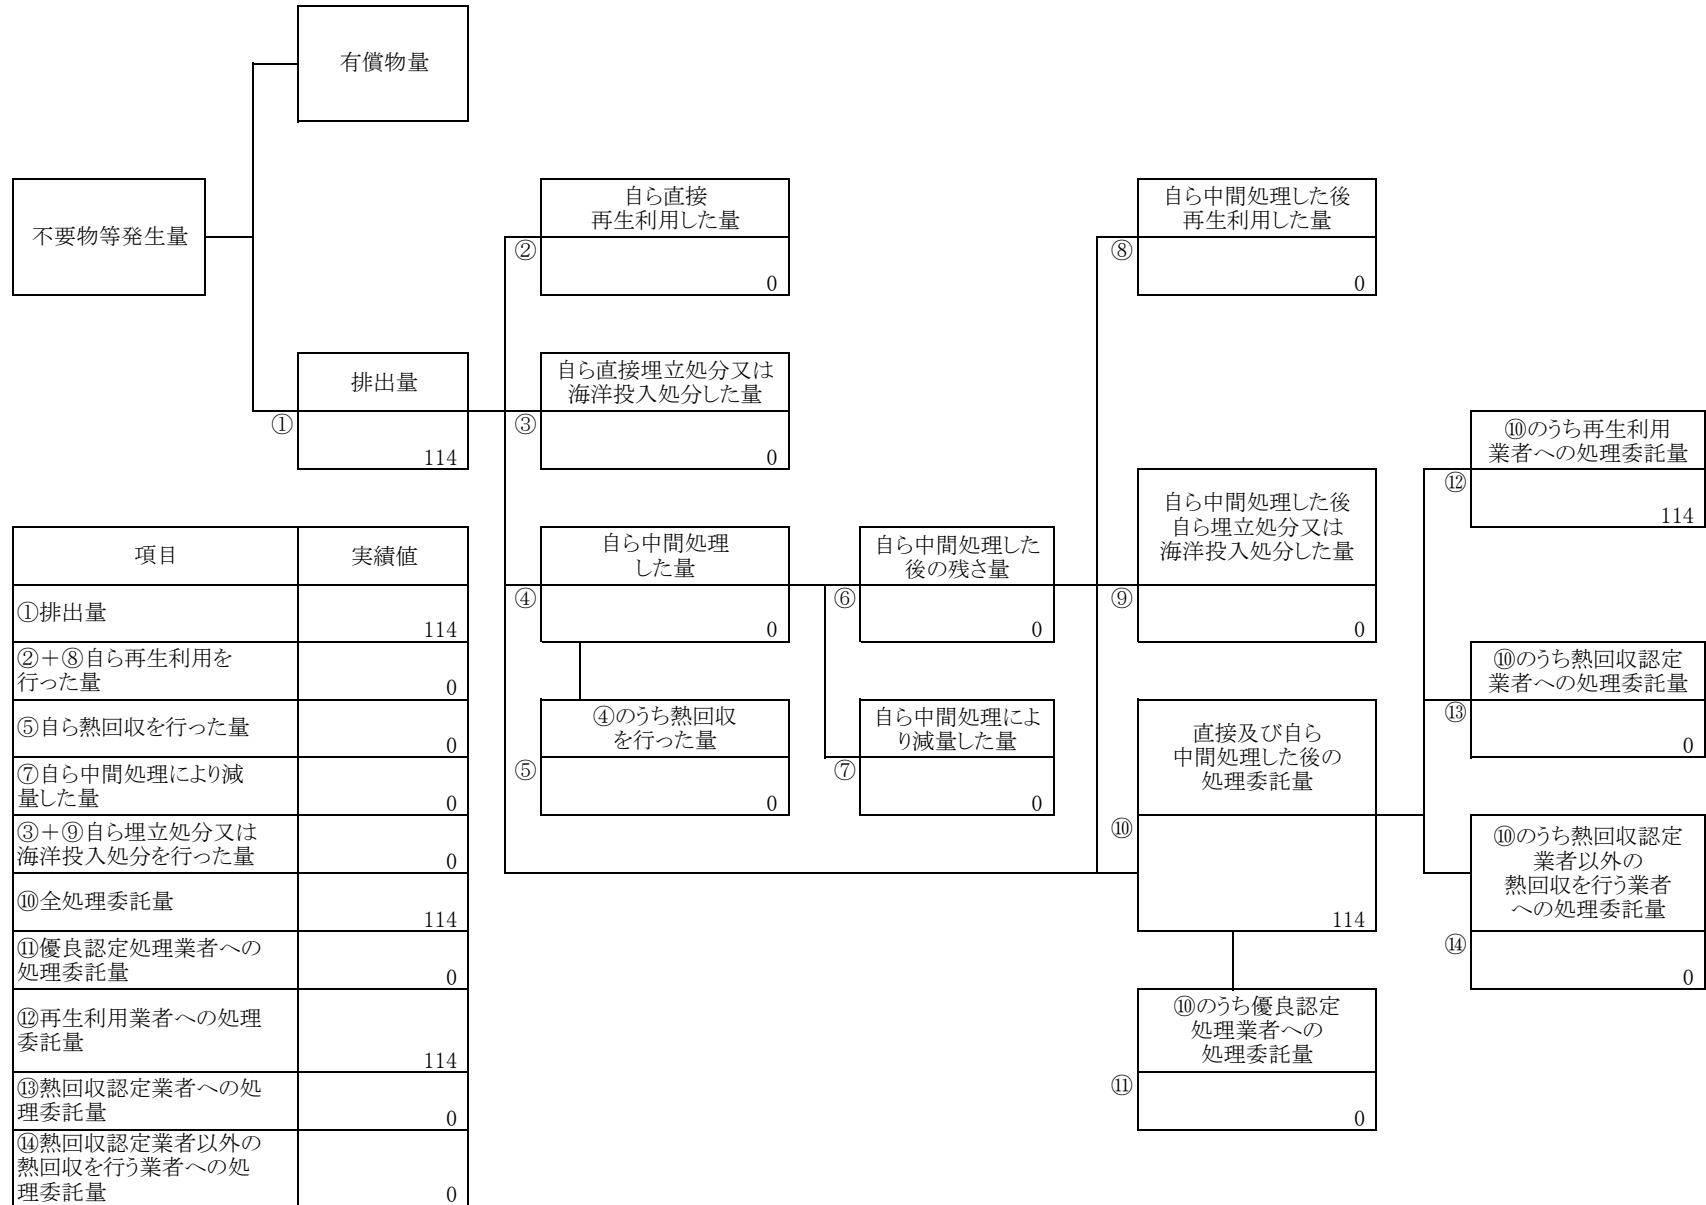 有償物量
不要物等発生量
自ら直接
再生利用した量
②
0
自ら中間処理した後
再生利用した量
⑧
0
排出量
①
114
自ら直接埋立処分又は
海洋投入処分した量
③
0
⑩のうち再生利用
業者への処理委託量
⑫
114
自ら中間処理
した量
④
0
自ら中間処理した
後の残さ量
⑥
0
自ら中間処理した後
自ら埋立処分又は
海洋投入処分した量
⑨
0
⑩のうち熱回収認定
業者への処理委託量
⑬
0
④のうち熱回収
を行った量
⑤
0
自ら中間処理によ
り減量した量
⑦
0
直接及び自ら
中間処理した後の
処理委託量
⑩
114
⑩のうち熱回収認定
業者以外の
熱回収を行う業者
への処理委託量
⑭
0
⑩のうち優良認定
処理業者への
処理委託量
⑪
0
項目 実績値
①排出量
114
②＋⑧自ら再生利用を
行った量 0
⑤自ら熱回収を行った量
0
⑦自ら中間処理により減
量した量 0
③＋⑨自ら埋立処分又は
海洋投入処分を行った量 0
⑩全処理委託量
114
⑪優良認定処理業者への
処理委託量 0
⑫再生利用業者への処理
委託量
114
⑬熱回収認定業者への処
理委託量 0
⑭熱回収認定業者以外の
熱回収を行う業者への処
理委託量 0